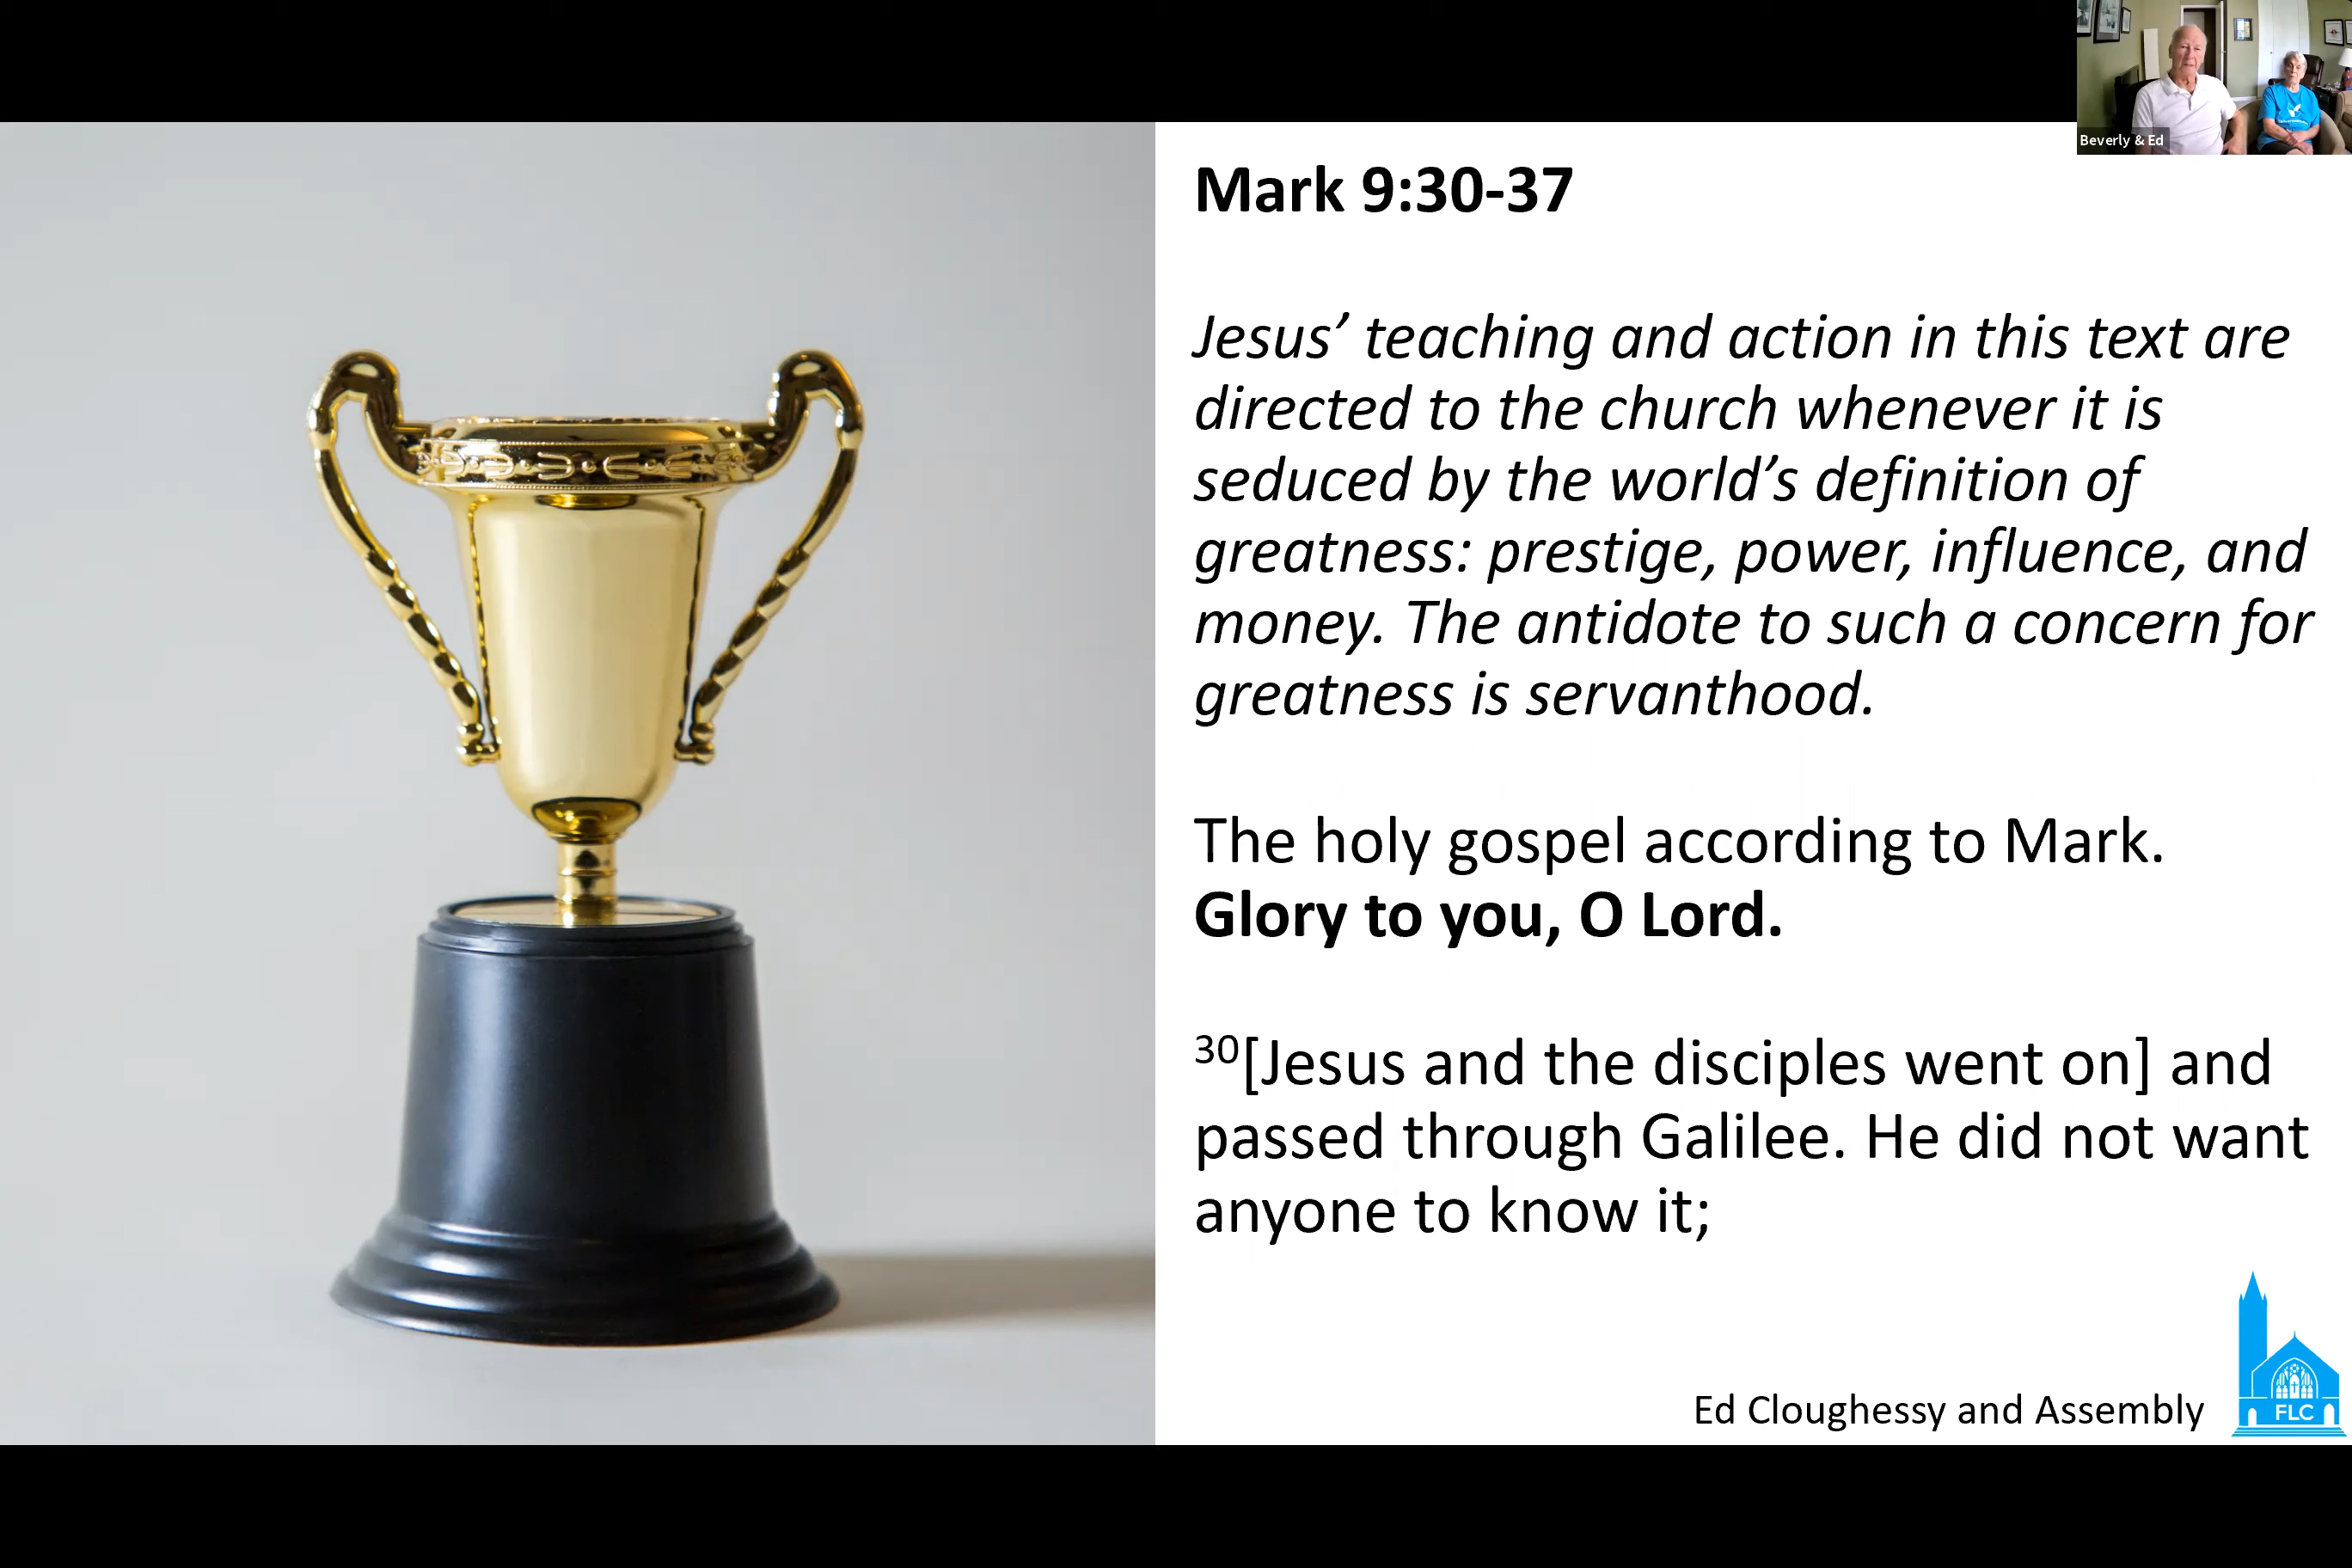 Beverly & Ed
Mark 9:30-37
Jesus’ teaching and action in this text are
directed to the church whenever it is
seduced by the world’s definition of
greatness: prestige, power, influence, and
money. The antidote to such a concern for
greatness is servanthood.
The holy gospel according to Mark.
Glory to you, O Lord.
30[Jesus and the disciples went on] and
passed through Galilee. He did not want
anyone to know it;
Ed Cloughessy and Assembly
FLC